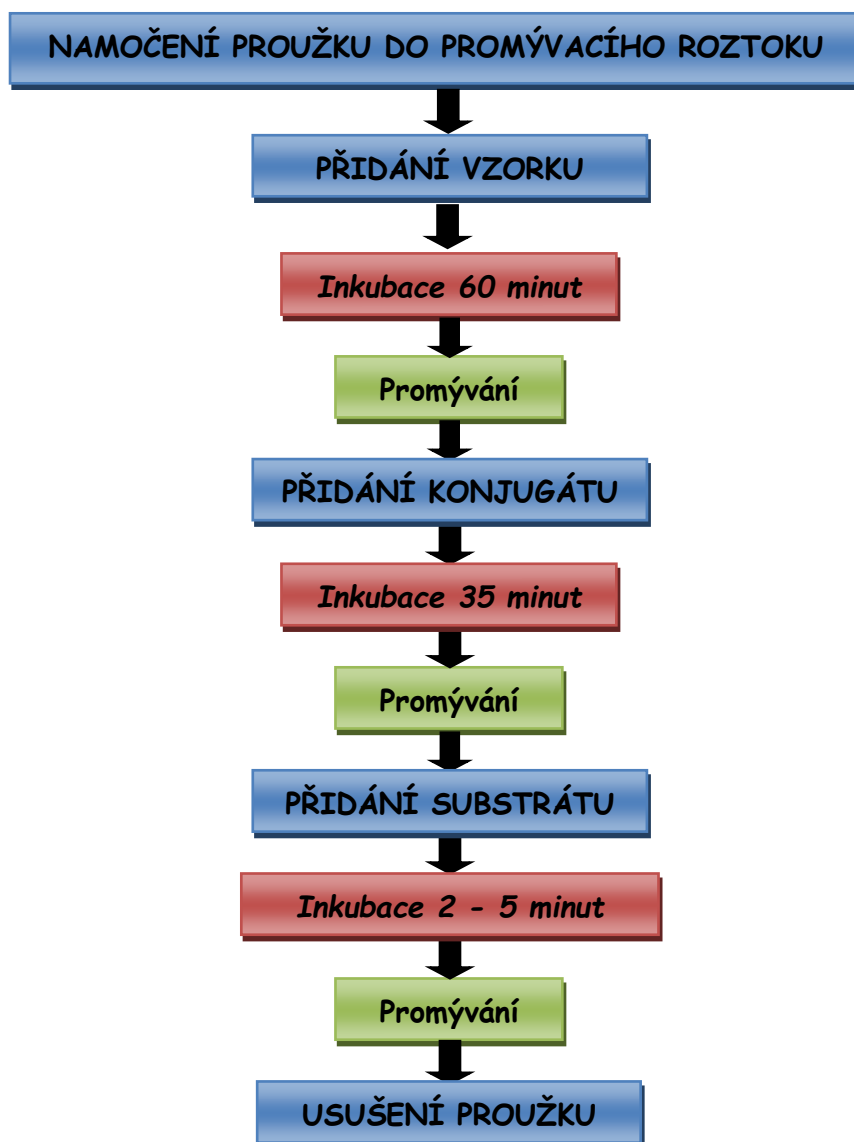 NAMOČENÍ PROUŽKU DO PROMÝVACÍHO ROZTOKU
PŘIDÁNÍ VZORKU
Inkubace 60 minut
Promývání
PŘIDÁNÍ KONJUGÁTU
Inkubace 35 minut
Promývání
PŘIDÁNÍ SUBSTRÁTU
Inkubace 2 - 5 minut
Promývání
USUŠENÍ PROUŽKU